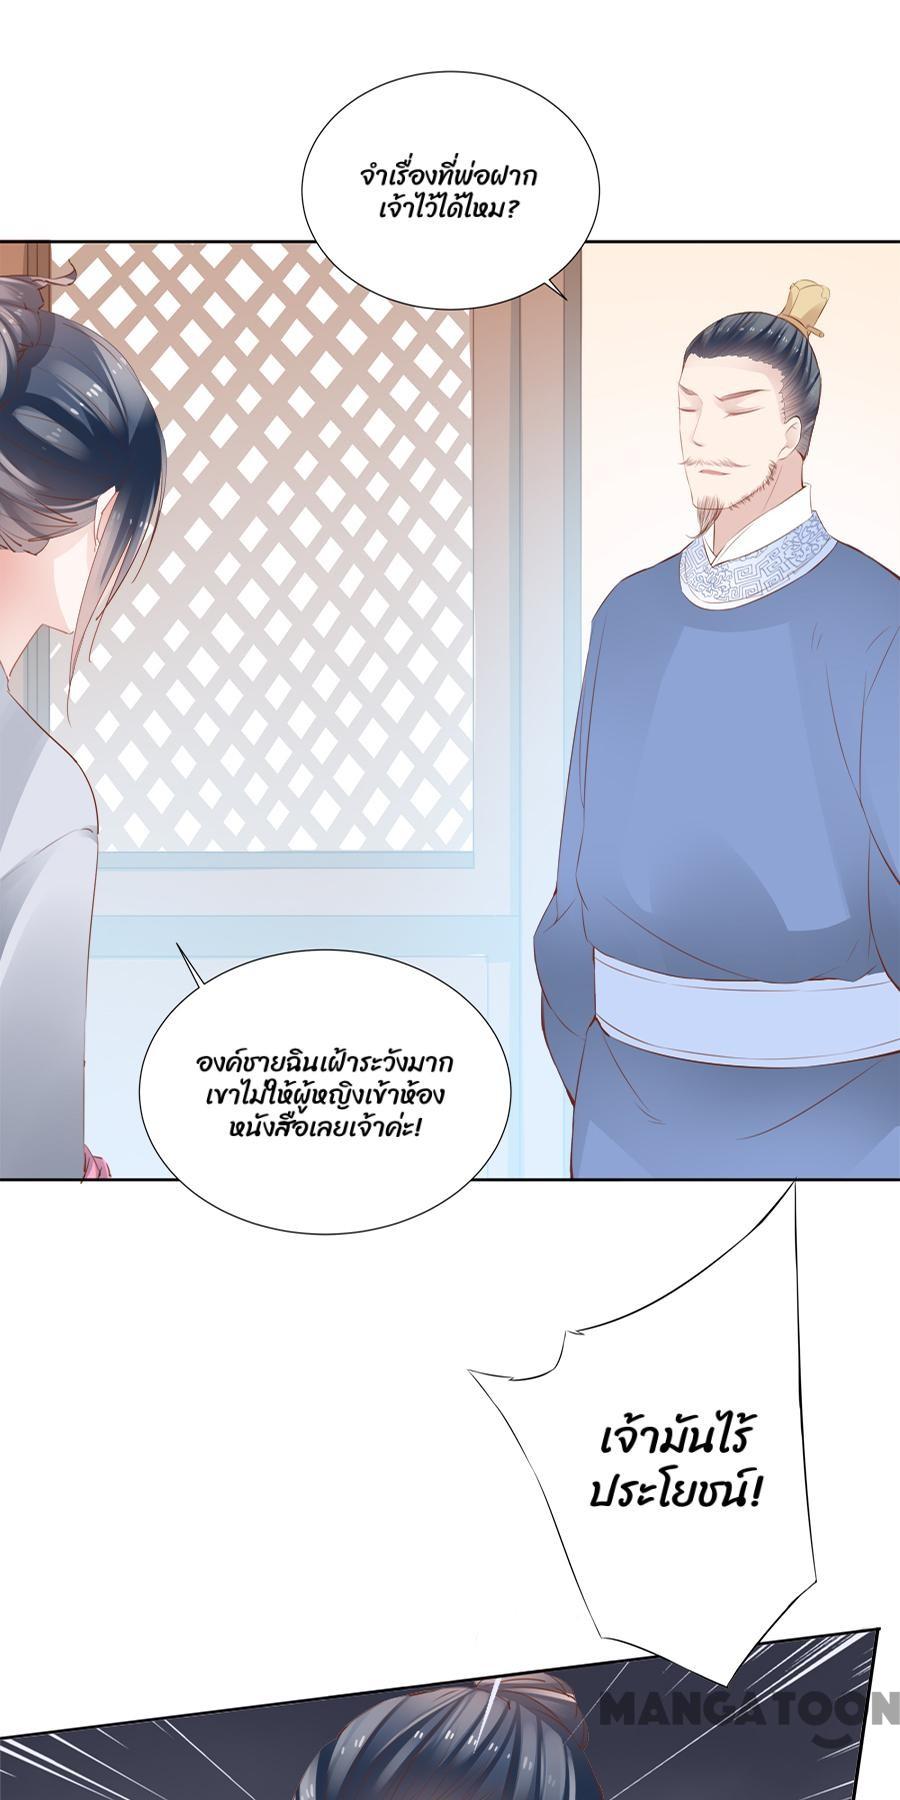 จำเรื่องที่พ่อฝาก
เจ้าไว้ได้ไหม?
องค์ชายฉินเฝ้าระวังมาก
เขาไม่ให้ผู้หญิงเข้าห้อง
หนังสือเลยเจ้าค่ะ!
เจ้ามันไร้
ประโยชน์!
MANGATOON